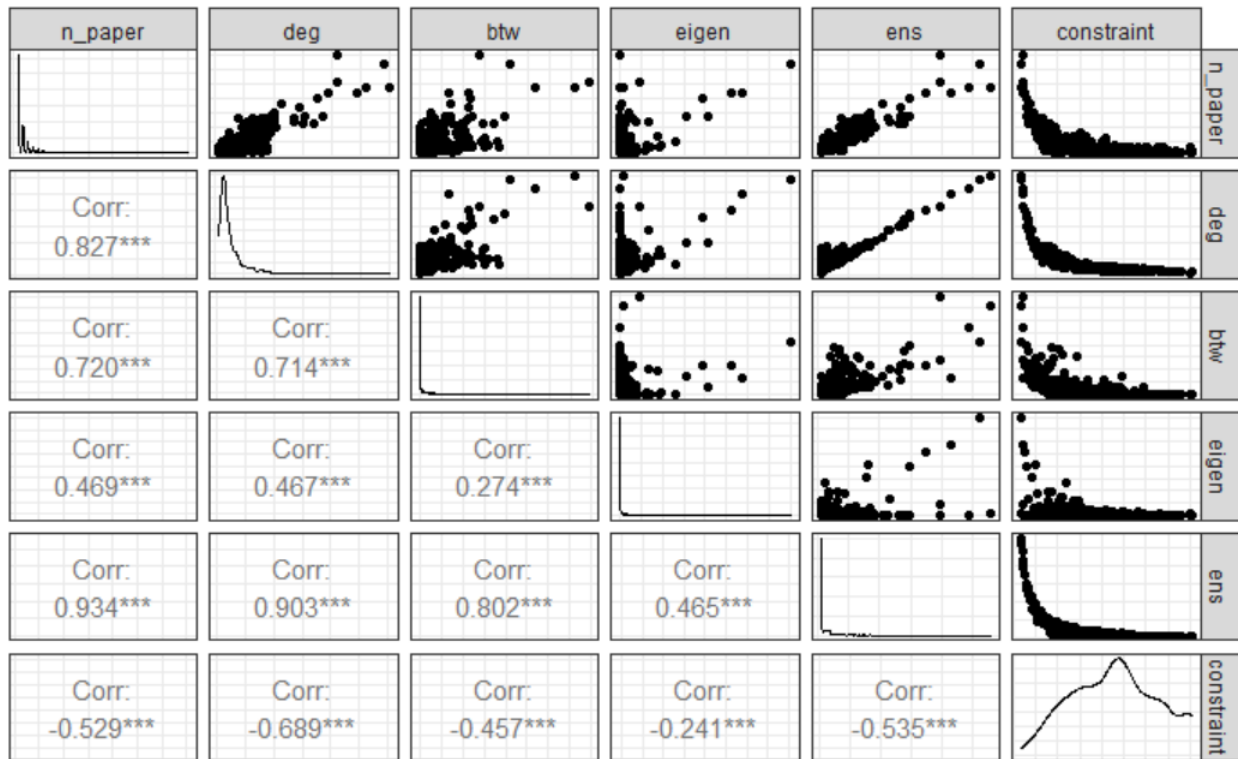 n_paper deg btw eigen ens constraint
n_paper
Corr:
0.827***
deg
Corr: Corr:
0.720*** 0.714***
btw
Corr: Corr: Corr:
0.469*** 0.467*** 0.274***
eigen
Corr: Corr: Corr: Corr:
0.934*** 0.903*** 0.802*** 0.465***
ens
Corr: Corr: Corr: Corr: Corr:
-0.529*** -0.689*** -0.457*** -0.241*** -0.535***
constraint